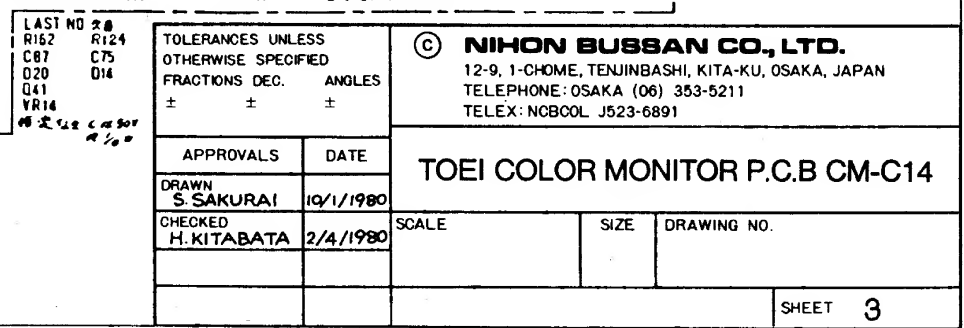 LAST NO 欠番
R162 R124
C87 C75
D20 D14
Q41
VR14
TOLERANCES UNLESS
OTHERWISE SPECIFIED
FRACTIONS DEC. ANGLES
± ± ±
APPROVALS DATE
DRAWN
S. SAKURAI 10/1/1980
CHECKED
H. KITABATA 2/4/1980
© NIHON BUSSAN CO., LTD.
12-9, 1-CHOME, TENJINBASHI, KITA-KU, OSAKA, JAPAN
TELEPHONE: OSAKA (06) 353-5211
TELEX: NCBCOL J523-6891
TOEI COLOR MONITOR P.C.B CM-C14
SCALE SIZE DRAWING NO.
SHEET 3